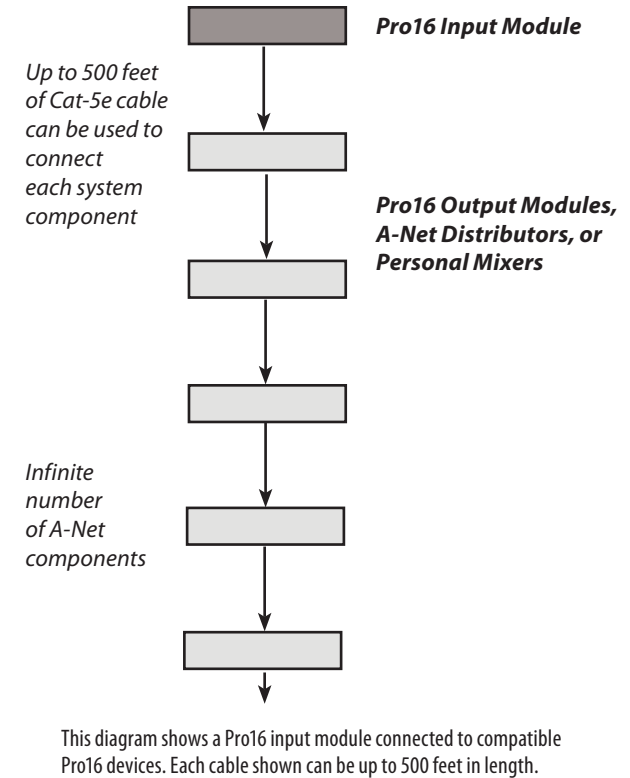 Pro16 Input Module
Up to 500 feet
of Cat-5e cable
can be used to
connect
each system
component
Pro16 Output Modules,
A-Net Distributors, or
Personal Mixers
Infinite
number
of A-Net
components
This diagram shows a Pro16 input module connected to compatible
Pro16 devices. Each cable shown can be up to 500 feet in length.